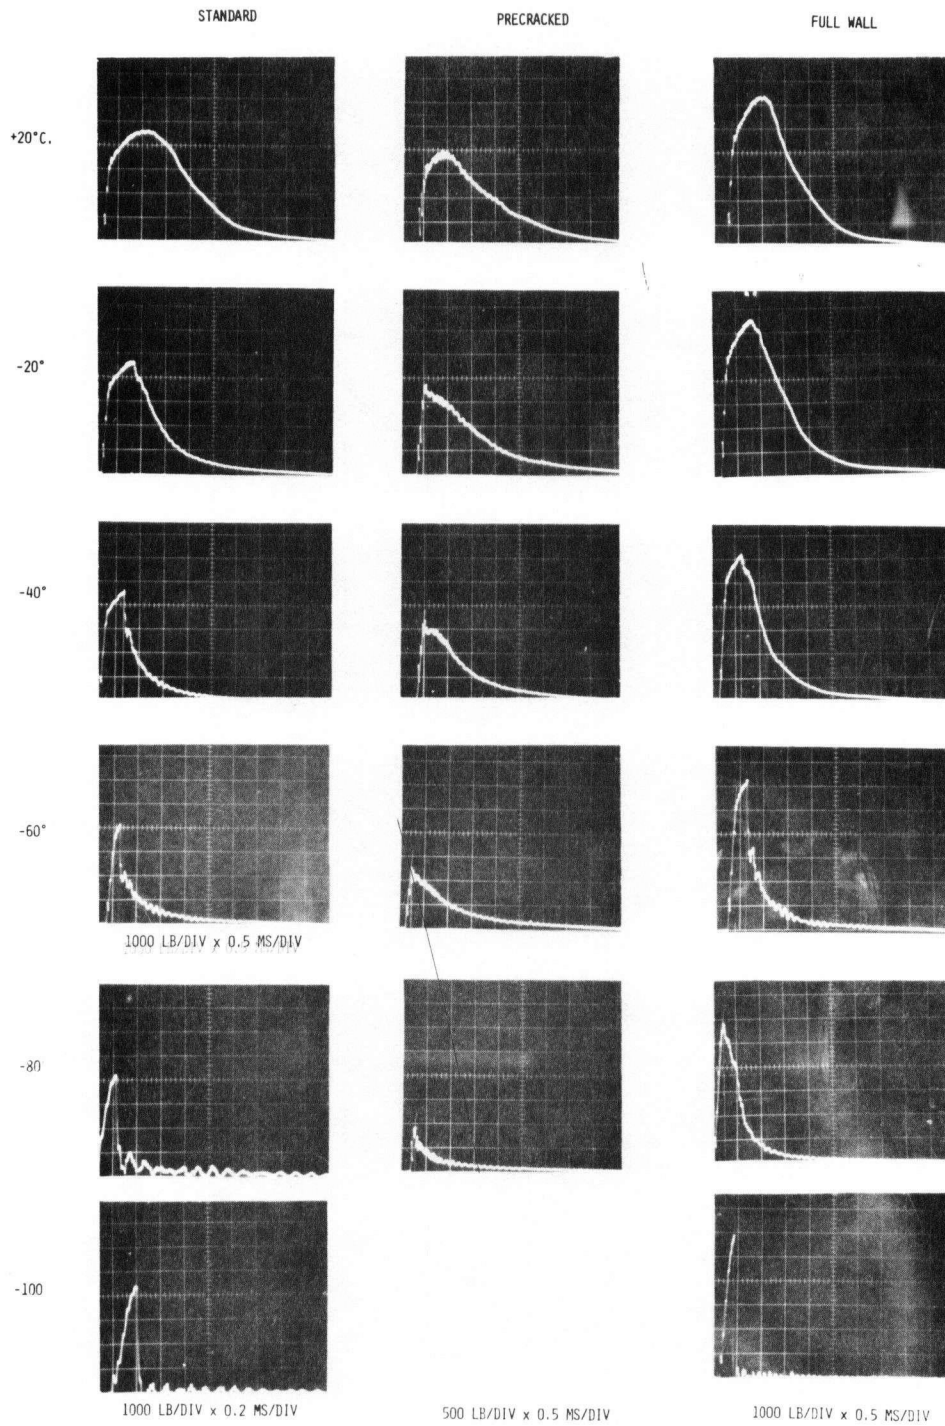 STANDARD
PRECRACKED
FULL WALL
+20°C.
-20°
-40°
-60°
1000 LB/DIV x 0.5 MS/DIV
-80
-100
1000 LB/DIV x 0.2 MS/DIV
500 LB/DIV x 0.5 MS/DIV
1000 LB/DIV x 0.5 MS/DIV